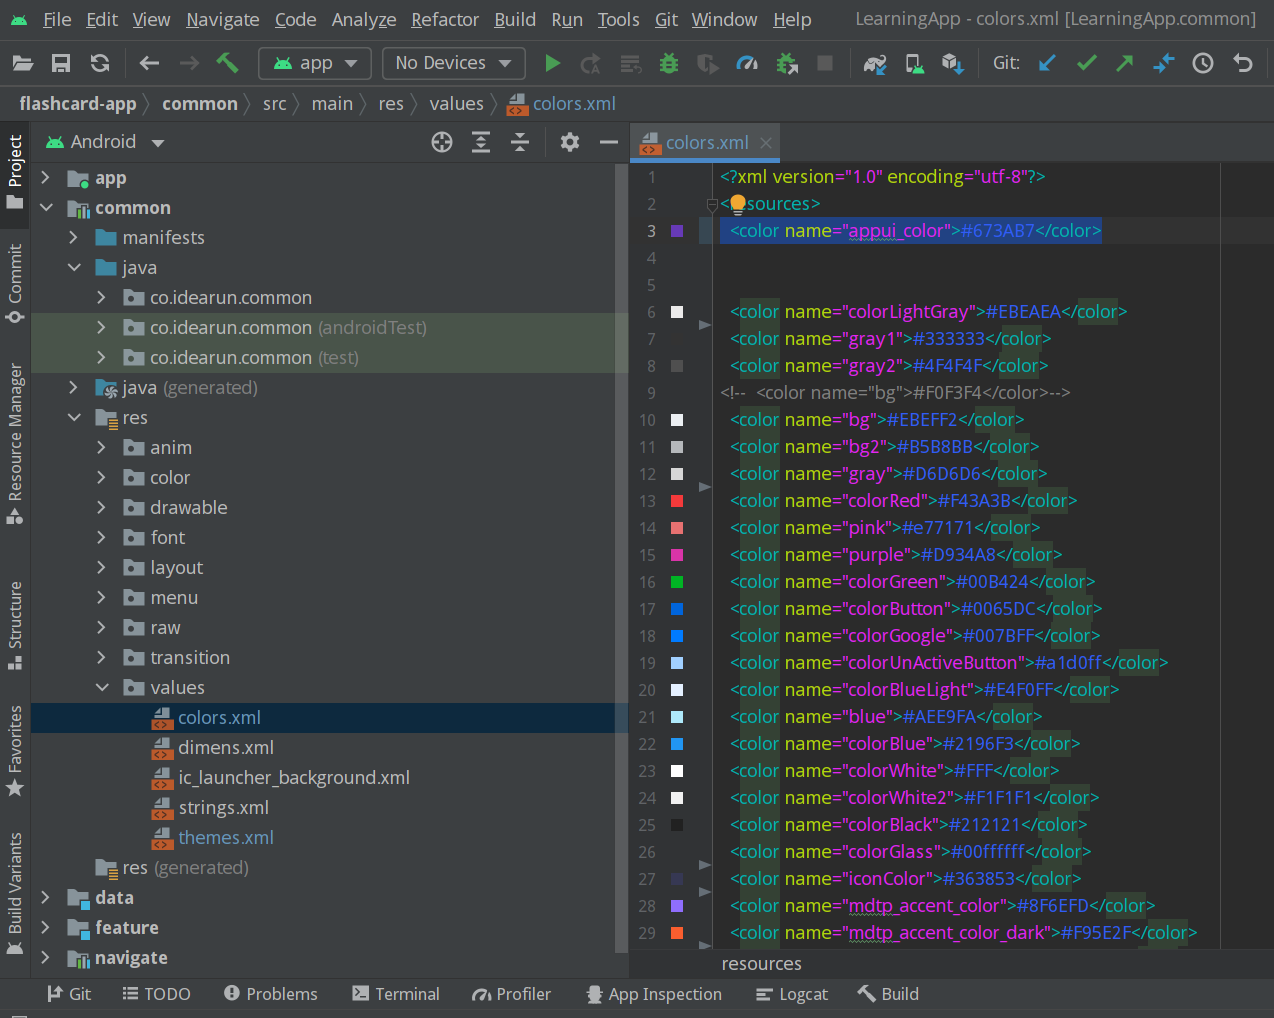 File Edit View Navigate Code Analyze Refactor Build Run Tools Git Window Help LearningApp - colors.xml [LearningApp.common]
app No Devices Git:
flashcard-app common src main res values colors.xml
Android
colors.xml
Project
Commit
Resource Manager
Structure
Favorites
Build Variants
app
common
manifests
java
co.idearun.common
co.idearun.common (androidTest)
co.idearun.common (test)
java (generated)
res
anim
color
drawable
font
layout
menu
raw
transition
values
colors.xml
dimens.xml
ic_launcher_background.xml
strings.xml
themes.xml
res (generated)
data
feature
navigate
1 <?xml version="1.0" encoding="utf-8"?>
2 <resources>
3 <color name="appui_color">#673AB7</color>
4
5
6 <color name="colorLightGray">#EBEAEA</color>
7 <color name="gray1">#333333</color>
8 <color name="gray2">#4F4F4F</color>
9 <!-- <color name="bg">#F0F3F4</color>-->
10 <color name="bg">#EBEFF2</color>
11 <color name="bg2">#B5B8BB</color>
12 <color name="gray">#D6D6D6</color>
13 <color name="colorRed">#F43A3B</color>
14 <color name="pink">#e77171</color>
15 <color name="purple">#D934A8</color>
16 <color name="colorGreen">#00B424</color>
17 <color name="colorButton">#0065DC</color>
18 <color name="colorGoogle">#007BFF</color>
19 <color name="colorUnActiveButton">#a1d0ff</color>
20 <color name="colorBlueLight">#E4F0FF</color>
21 <color name="blue">#AEE9FA</color>
22 <color name="colorBlue">#2196F3</color>
23 <color name="colorWhite">#FFF</color>
24 <color name="colorWhite2">#F1F1F1</color>
25 <color name="colorBlack">#212121</color>
26 <color name="colorGlass">#00ffffff</color>
27 <color name="iconColor">#363853</color>
28 <color name="mdtp_accent_color">#8F6EFD</color>
29 <color name="mdtp_accent_color_dark">#F95E2F</color>
resources
Git TODO Problems Terminal Profiler App Inspection Logcat Build